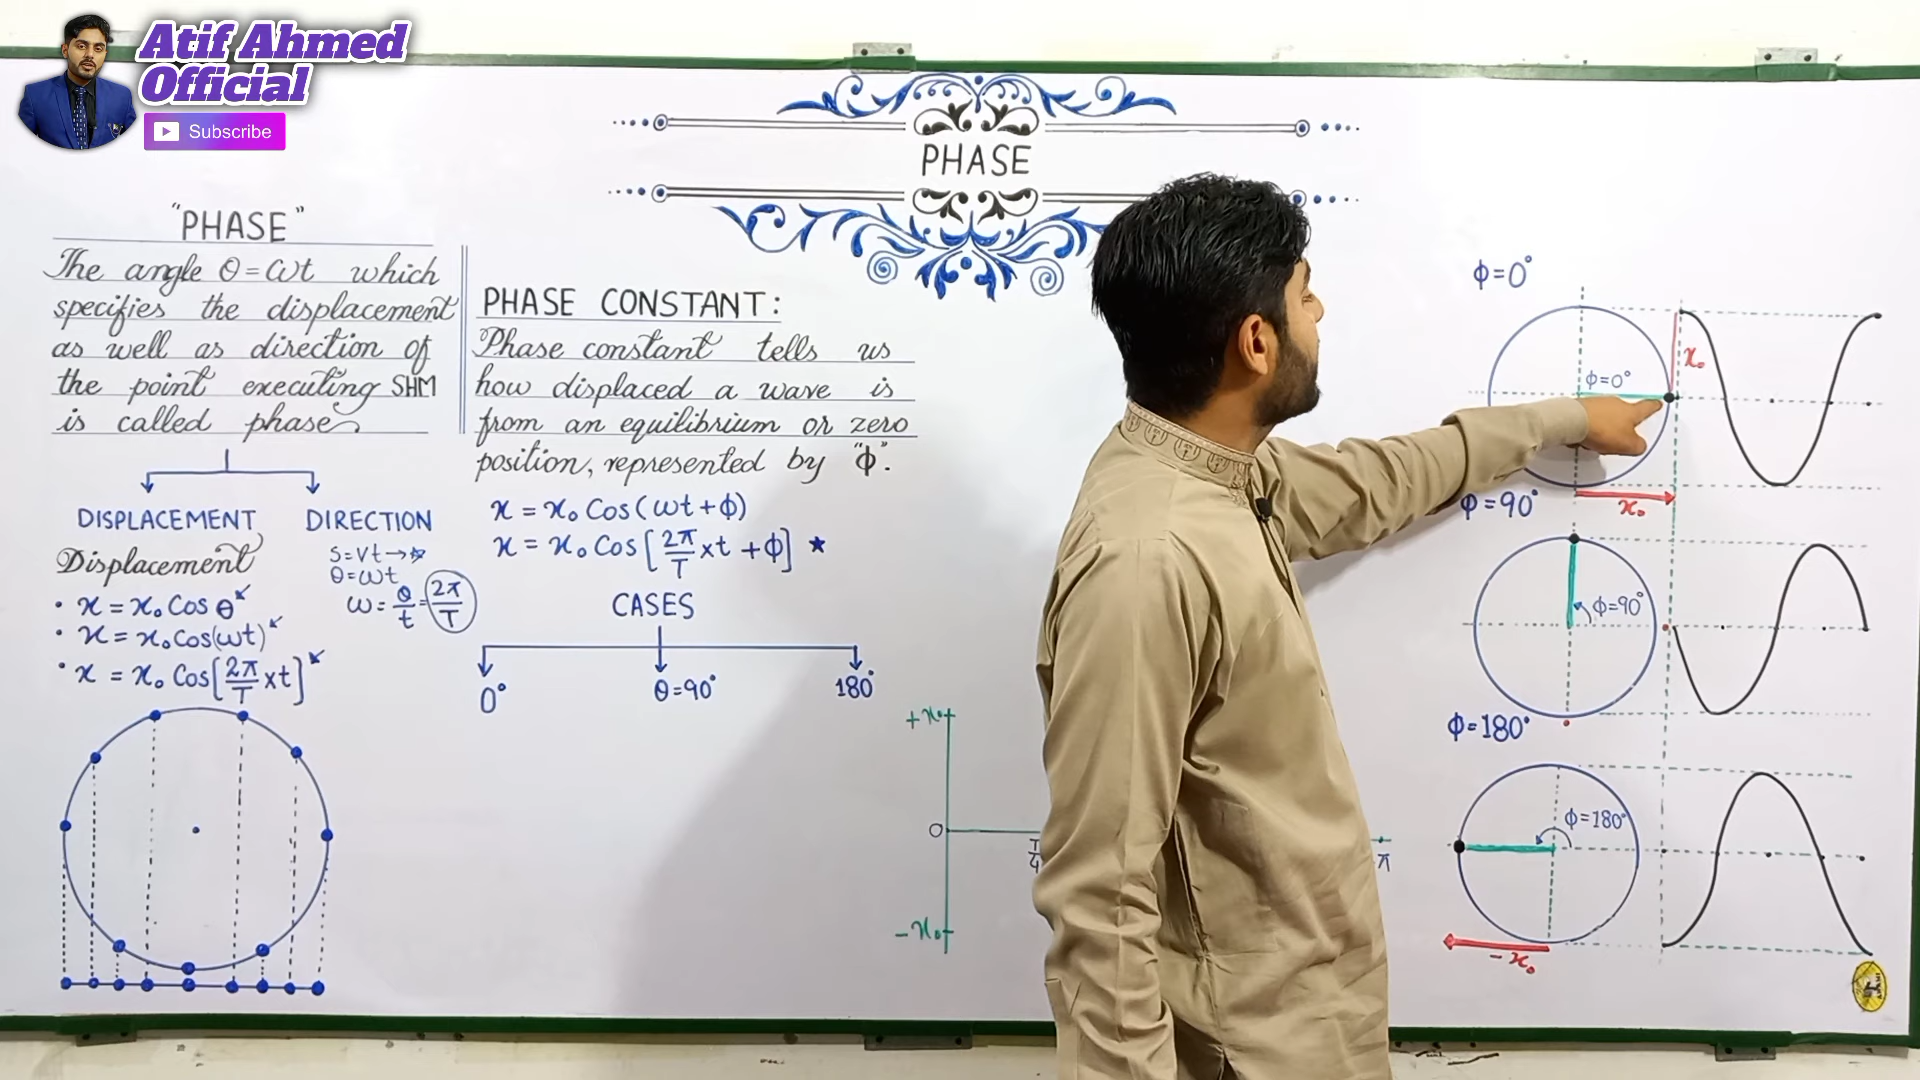 Atif Ahmed
Official
Subscribe
PHASE
"PHASE"
The angle θ=ωt which
specifies the displacement
as well as direction of
the point executing SHM
is called phase
DISPLACEMENT
DIRECTION
Displacement
• x = x₀ Cos θ
• x = x₀ Cos(ωt)
• x = x₀ Cos[2π/T xt]
S=Vt→
θ=ωt
ω=θ/t=2π/T
PHASE CONSTANT:
Phase constant tells us
how displaced a wave is
from an equilibrium or zero
position, represented by "φ".
x = x₀ Cos(ωt+φ)
x = x₀ Cos[2π/T xt +φ] ★
CASES
0°
θ=90°
180°
+x₀
0
-x₀
T/4
π
φ=0°
φ=0°
x₀
x₀
φ=90°
φ=90°
φ=180°
φ=180°
-x₀